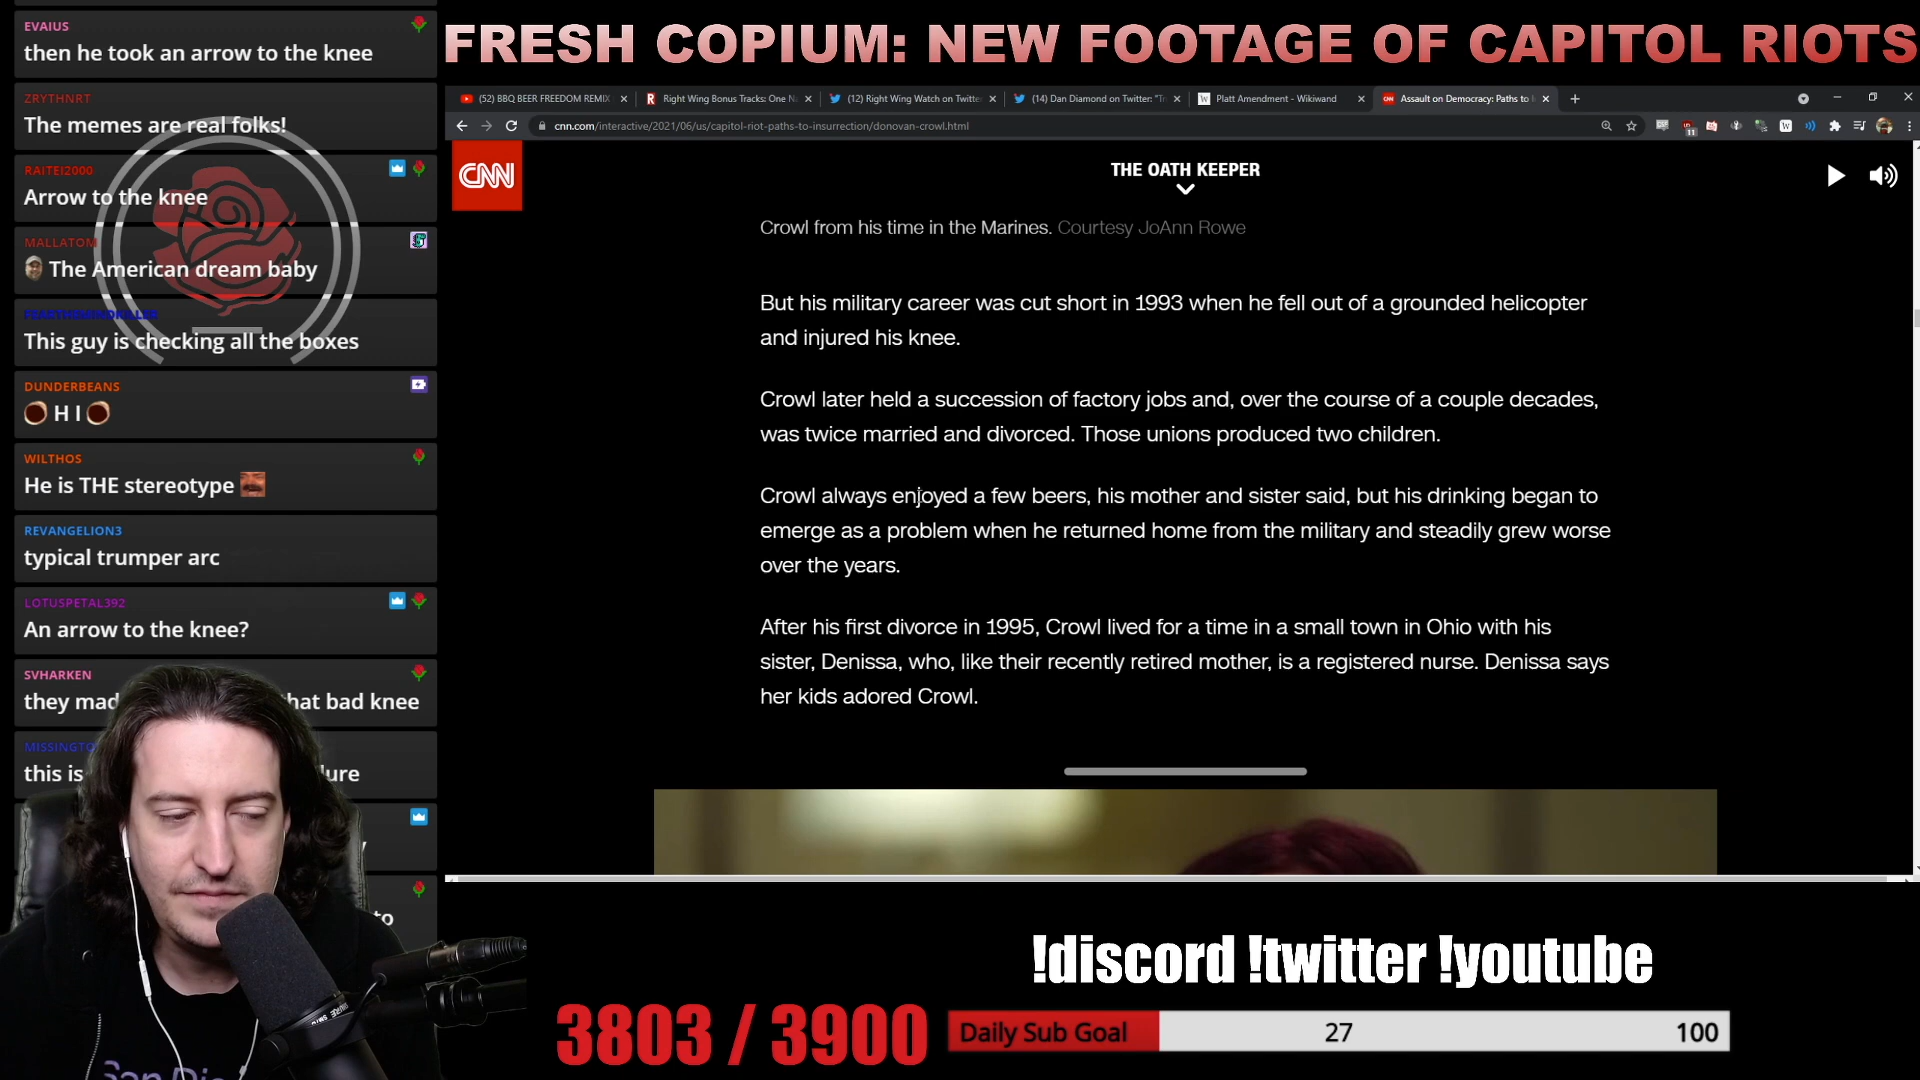 EVAIUS
then he took an arrow to the knee
ZRYTHNRT
The memes are real folks!
RAITEI2000
Arrow to the knee
MALLATOM
The American dream baby
This guy is checking all the boxes
DUNDERBEANS
H I
WILTHOS
He is THE stereotype
REVANGELION3
typical trumper arc
LOTUSPETAL392
An arrow to the knee?
SVHARKEN
they mad hat bad knee
MISSINGTO
this is lure
to
FRESH COPIUM: NEW FOOTAGE OF CAPITOL RIOTS
(52) BBQ BEER FREEDOM REMIX
Right Wing Bonus Tracks: One N
(12) Right Wing Watch on Twitte
(14) Dan Diamond on Twitter: "Tr
Platt Amendment - Wikiwand
Assault on Democracy: Paths to I
cnn.com/interactive/2021/06/us/capitol-riot-paths-to-insurrection/donovan-crowl.html
11
CNN
THE OATH KEEPER
Crowl from his time in the Marines. Courtesy JoAnn Rowe
But his military career was cut short in 1993 when he fell out of a grounded helicopter
and injured his knee.
Crowl later held a succession of factory jobs and, over the course of a couple decades,
was twice married and divorced. Those unions produced two children.
Crowl always enjoyed a few beers, his mother and sister said, but his drinking began to
emerge as a problem when he returned home from the military and steadily grew worse
over the years.
After his first divorce in 1995, Crowl lived for a time in a small town in Ohio with his
sister, Denissa, who, like their recently retired mother, is a registered nurse. Denissa says
her kids adored Crowl.
!discord !twitter !youtube
3803 / 3900
Daily Sub Goal 27 100